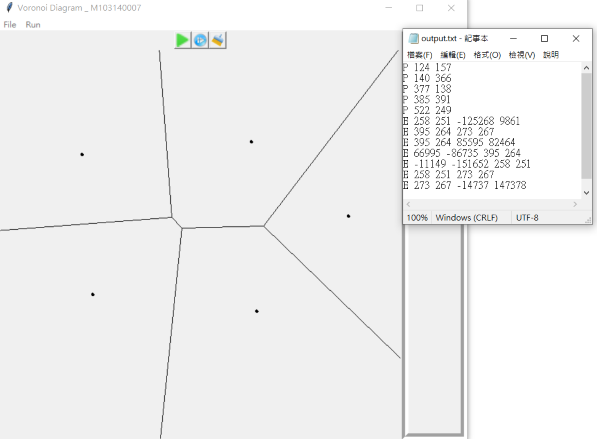 Voronoi Diagram _ M103140007
File Run
output.txt - 記事本
檔案(F) 編輯(E) 格式(O) 檢視(V) 說明
P 124 157
P 140 366
P 377 138
P 385 391
P 522 249
E 258 251 -125268 9861
E 395 264 273 267
E 395 264 85595 82464
E 66995 -86735 395 264
E -11149 -151652 258 251
E 258 251 273 267
E 273 267 -14737 147378
100% Windows (CRLF) UTF-8